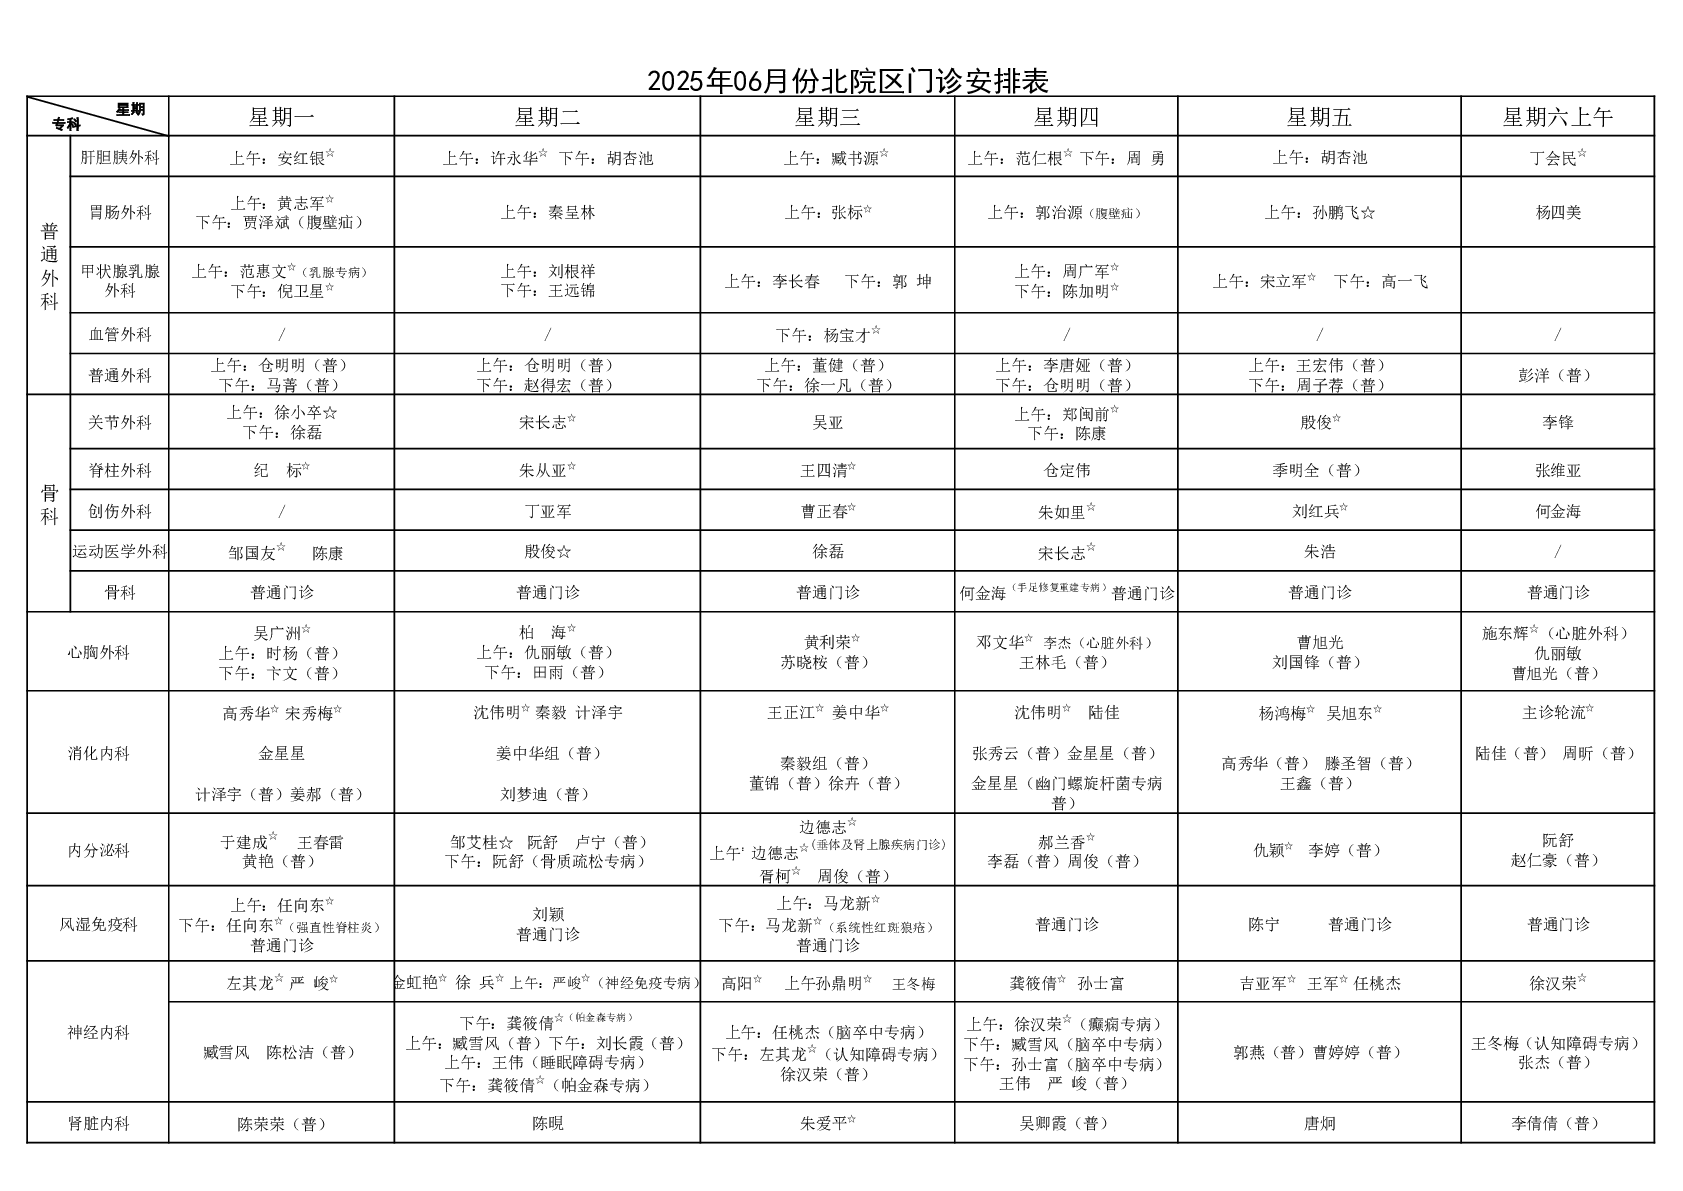 2025年06月份北院区门诊安排表
星期
专科
星期一 星期二 星期三 星期四 星期五 星期六上午
普通外科
肝胆胰外科 上午：安红银☆ 上午：许永华☆ 下午：胡杏池 上午：臧书源☆ 上午：范仁根☆ 下午：周 勇 上午：胡杏池 丁会民☆
胃肠外科
上午：黄志军☆
下午：贾泽斌（腹壁疝）
上午：秦呈林
上午：张标☆
上午：郭治源（腹壁疝）
上午：孙鹏飞☆
杨四美
甲状腺乳腺
外科
上午：范惠文☆（乳腺专病）
下午：倪卫星☆
上午：刘根祥
下午：王远锦
上午：李长春 下午：郭 坤
上午：周广军☆
下午：陈加明☆
上午：宋立军☆ 下午：高一飞
血管外科 / / 下午：杨宝才☆ / / /
普通外科
上午：仓明明（普）
下午：马菁（普）
上午：仓明明（普）
下午：赵得宏（普）
上午：董健（普）
下午：徐一凡（普）
上午：李唐娅（普）
下午：仓明明（普）
上午：王宏伟（普）
下午：周子荐（普）
彭洋（普）
骨科
关节外科
上午：徐小卒☆
下午：徐磊
宋长志☆
吴亚
上午：郑闽前☆
下午：陈康
殷俊☆
李锋
脊柱外科 纪 标☆ 朱从亚☆ 王四清☆ 仓定伟 季明全（普） 张维亚
创伤外科 / 丁亚军 曹正春☆ 朱如里☆ 刘红兵☆ 何金海
运动医学外科 邹国友☆ 陈康 殷俊☆ 徐磊 宋长志☆ 朱浩 /
骨科 普通门诊 普通门诊 普通门诊 何金海（手足修复重建专病）普通门诊 普通门诊 普通门诊
心胸外科
吴广洲☆
上午：时杨（普）
下午：卞文（普）
柏 海☆
上午：仇丽敏（普）
下午：田雨（普）
黄利荣☆
苏晓桉（普）
邓文华☆ 李杰（心脏外科）
王林毛（普）
曹旭光
刘国锋（普）
施东辉☆（心脏外科）
仇丽敏
曹旭光（普）
消化内科
高秀华☆ 宋秀梅☆
金星星
计泽宇（普）姜郝（普）
沈伟明☆ 秦毅 计泽宇
姜中华组（普）
刘梦迪（普）
王正江☆ 姜中华☆
秦毅组（普）
董锦（普）徐卉（普）
沈伟明☆ 陆佳
张秀云（普）金星星（普）
金星星（幽门螺旋杆菌专病
普）
杨鸿梅☆ 吴旭东☆
高秀华（普） 滕圣智（普）
王鑫（普）
主诊轮流☆
陆佳（普） 周昕（普）
内分泌科
于建成☆ 王春雷
黄艳（普）
邹艾桂☆ 阮舒 卢宁（普）
下午：阮舒（骨质疏松专病）
边德志☆
上午：边德志☆（垂体及肾上腺疾病门诊）
胥柯☆ 周俊（普）
郝兰香☆
李磊（普）周俊（普）
仇颖☆ 李婷（普）
阮舒
赵仁豪（普）
风湿免疫科
上午：任向东☆
下午：任向东☆（强直性脊柱炎）
普通门诊
刘颖
普通门诊
上午：马龙新☆
下午：马龙新☆（系统性红斑狼疮）
普通门诊
普通门诊
陈宁 普通门诊
普通门诊
神经内科
左其龙☆ 严 峻☆ 金虹艳☆ 徐 兵☆ 上午：严峻☆（神经免疫专病） 高阳☆ 上午孙鼎明☆ 王冬梅 龚筱倩☆ 孙士富 吉亚军☆ 王军☆ 任桃杰 徐汉荣☆
臧雪风 陈松洁（普）
下午：龚筱倩☆（帕金森专病）
上午：臧雪风（普）下午：刘长霞（普）
上午：王伟（睡眠障碍专病）
下午：龚筱倩☆（帕金森专病）
上午：任桃杰（脑卒中专病）
下午：左其龙☆（认知障碍专病）
徐汉荣（普）
上午：徐汉荣☆（癫痫专病）
下午：臧雪风（脑卒中专病）
下午：孙士富（脑卒中专病）
王伟 严 峻（普）
郭燕（普）曹婷婷（普）
王冬梅（认知障碍专病）
张杰（普）
肾脏内科 陈荣荣（普） 陈晛 朱爱平☆ 吴卿霞（普） 唐炯 李倩倩（普）